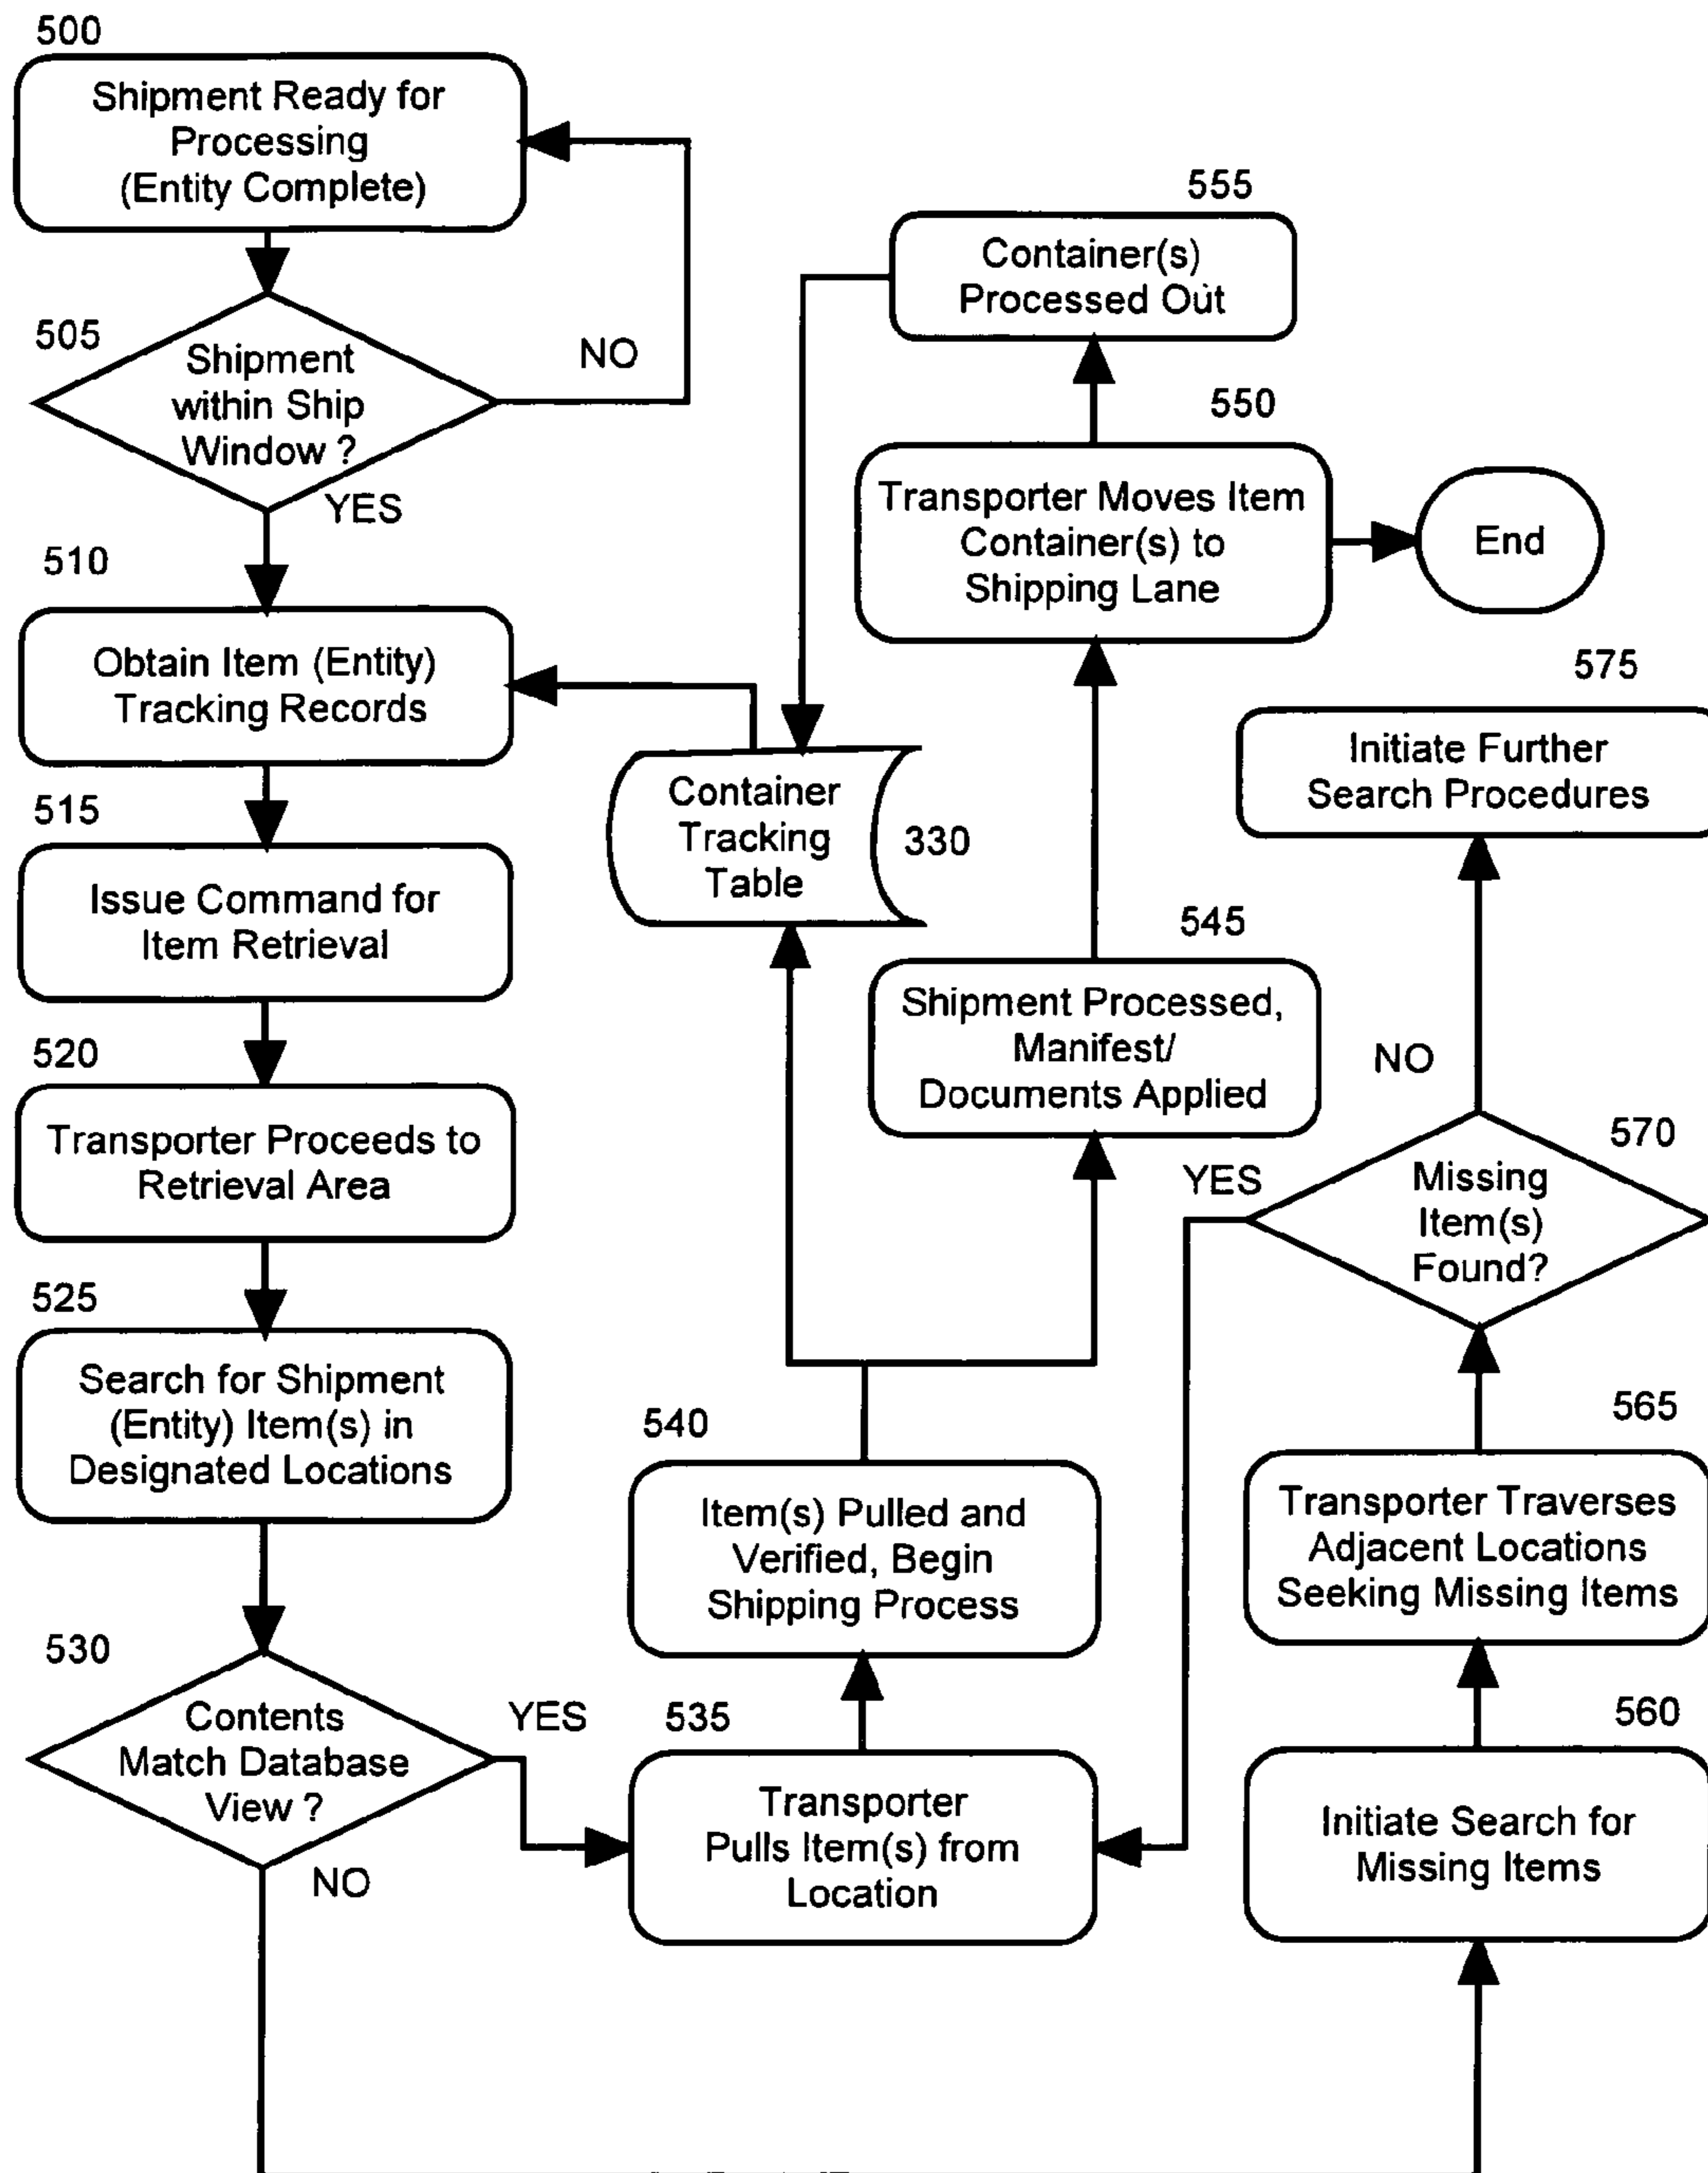 500
Shipment Ready for
Processing
(Entity Complete)
505
Shipment
within Ship
Window ?
NO
YES
510
Obtain Item (Entity)
Tracking Records
515
Issue Command for
Item Retrieval
520
Transporter Proceeds to
Retrieval Area
525
Search for Shipment
(Entity) Item(s) in
Designated Locations
530
Contents
Match Database
View ?
YES
NO
535
Transporter
Pulls Item(s) from
Location
540
Item(s) Pulled and
Verified, Begin
Shipping Process
Container
Tracking
Table
330
545
Shipment Processed,
Manifest/
Documents Applied
550
Transporter Moves Item
Container(s) to
Shipping Lane
End
555
Container(s)
Processed Out
560
Initiate Search for
Missing Items
565
Transporter Traverses
Adjacent Locations
Seeking Missing Items
570
Missing
Item(s)
Found?
YES
NO
575
Initiate Further
Search Procedures